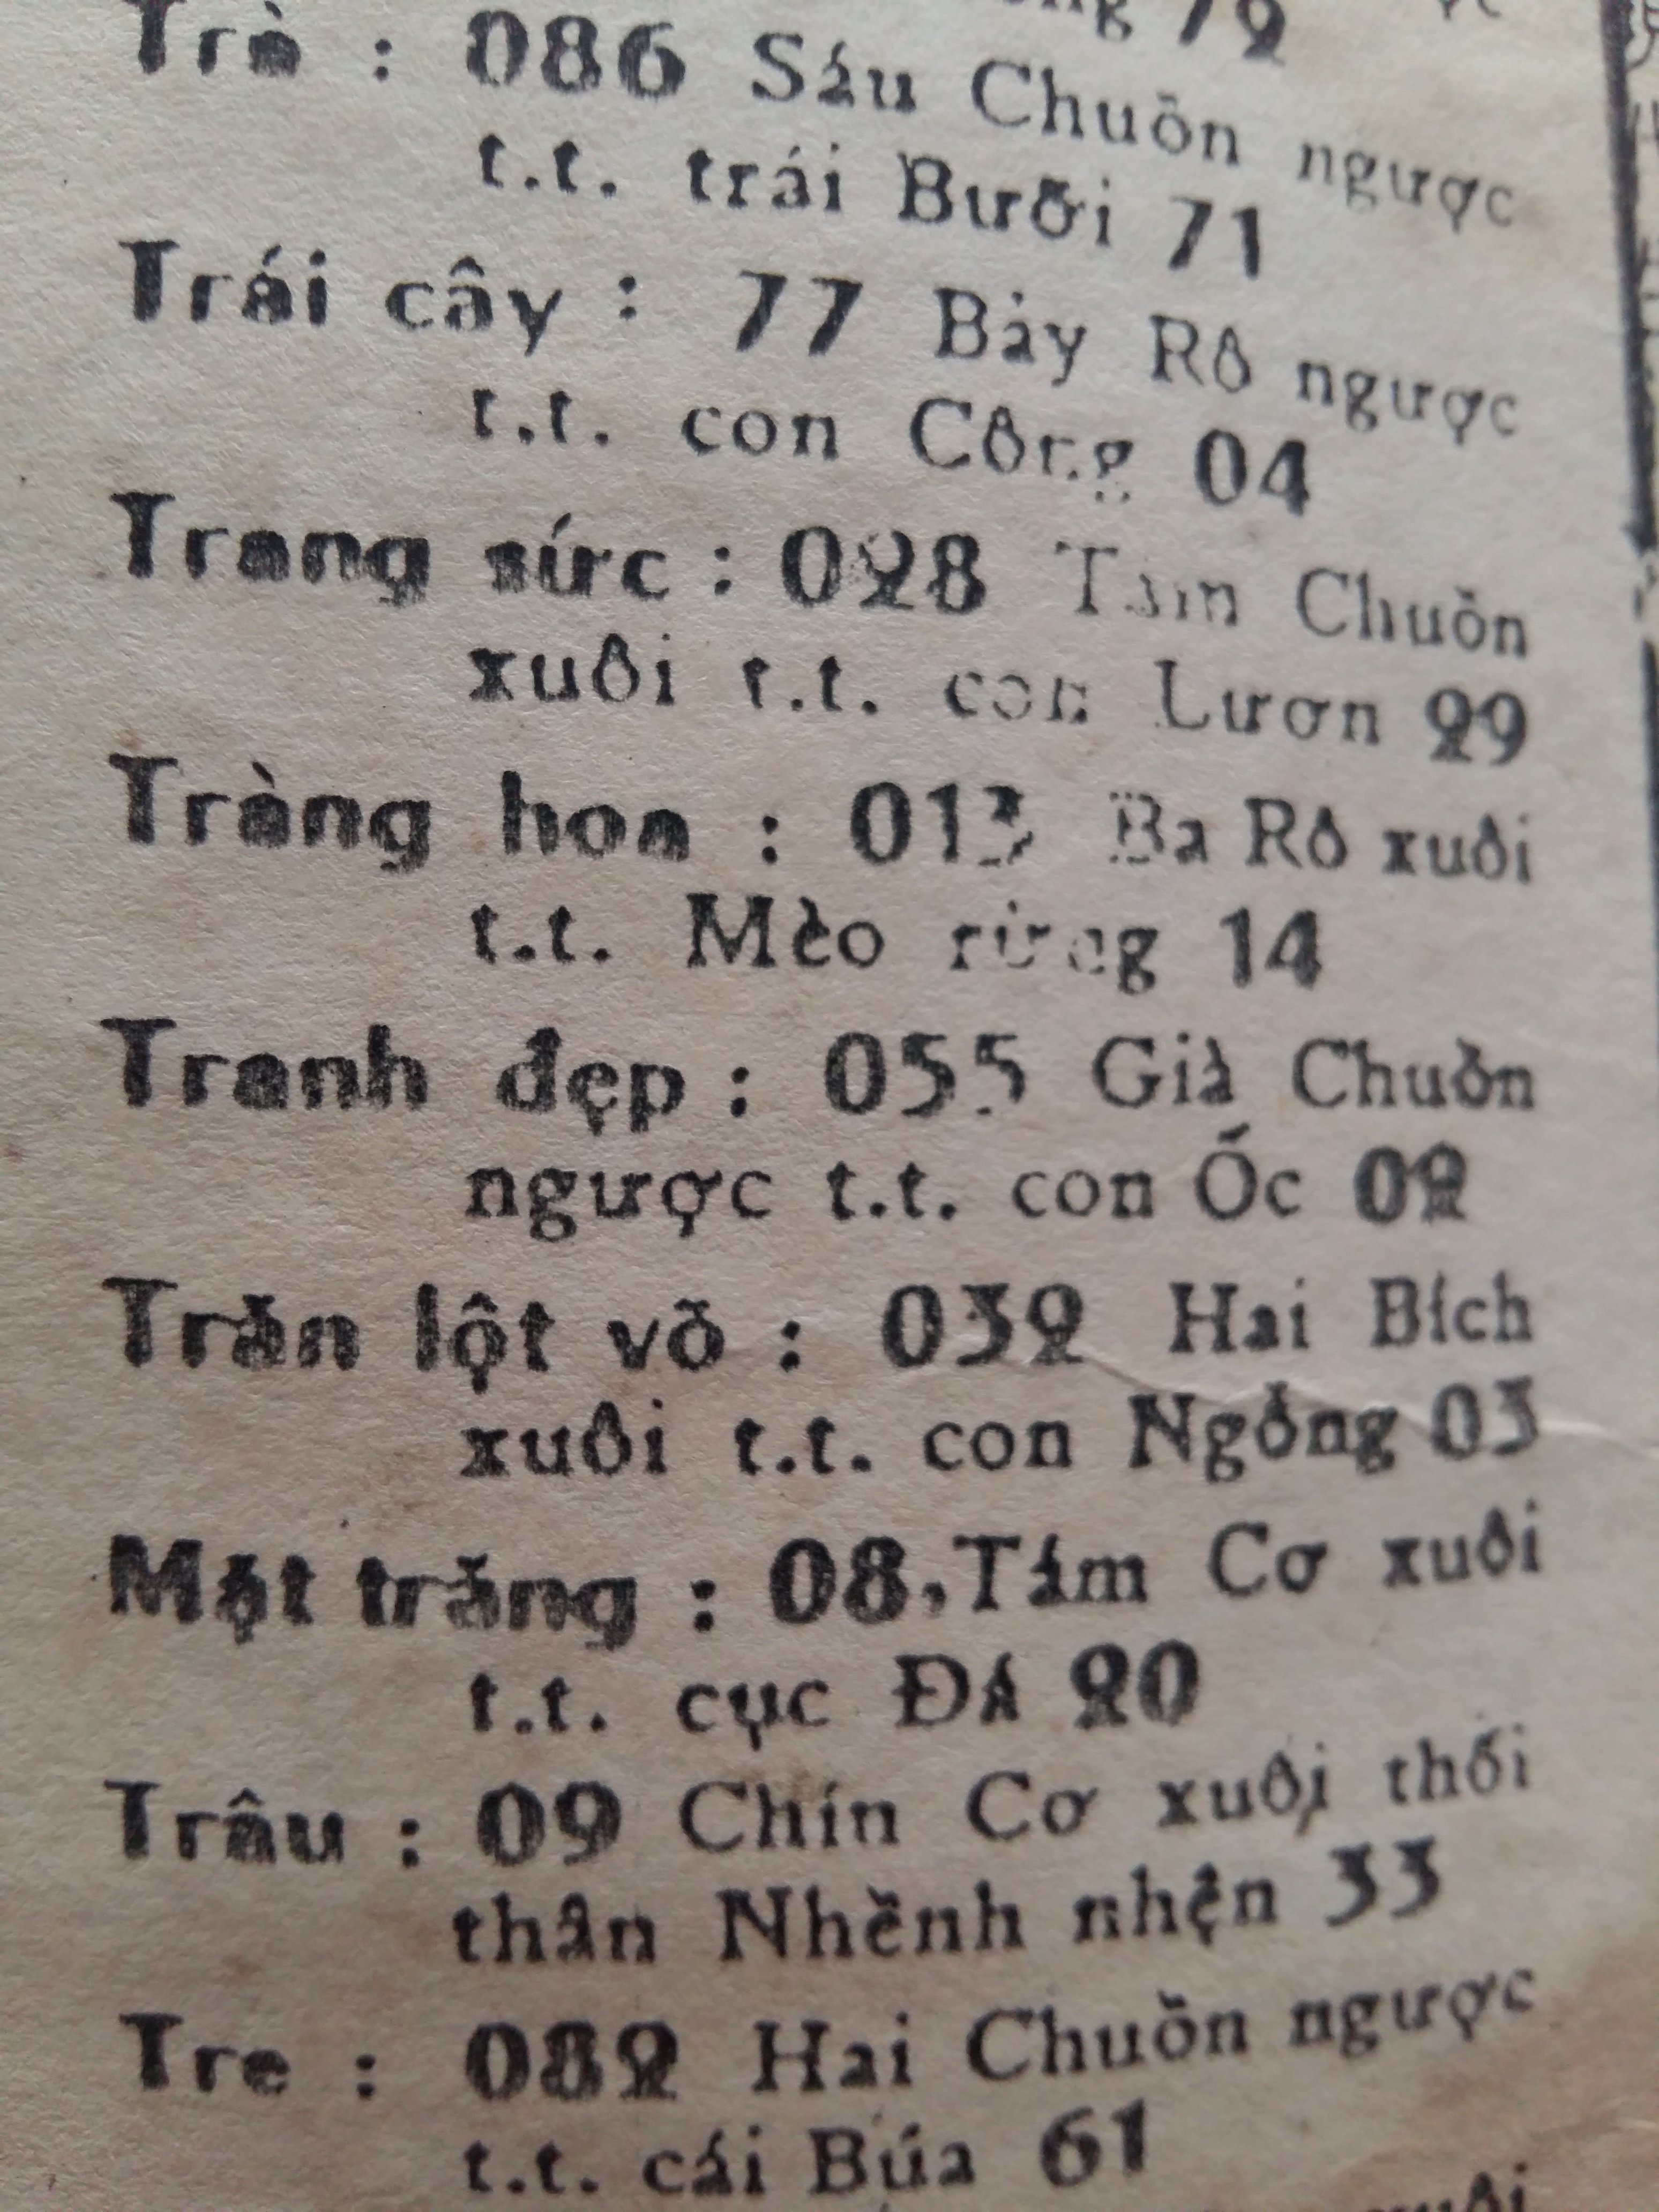 72
Trà : 086 Sáu Chuồn ngược
t.t. trái Bưởi 71
Trái cây : 77 Bảy Rô ngược
t.t. con Công 04
Trang sức : 028 Tám Chuồn
xuôi t.t. con Lươn 29
Tràng hoa : 013 Ba Rô xuôi
t.t. Mèo rừng 14
Tranh đẹp : 055 Già Chuồn
ngược t.t. con Ốc 02
Trăn lột võ : 032 Hai Bích
xuôi t.t. con Ngỗng 03
Mặt trăng : 08, Tám Cơ xuôi
t.t. cục ĐÁ 20
Trâu : 09 Chín Cơ xuôi thối
thân Nhền nhện 33
Tre : 082 Hai Chuồn ngược
t.t. cái Búa 61
xuôi